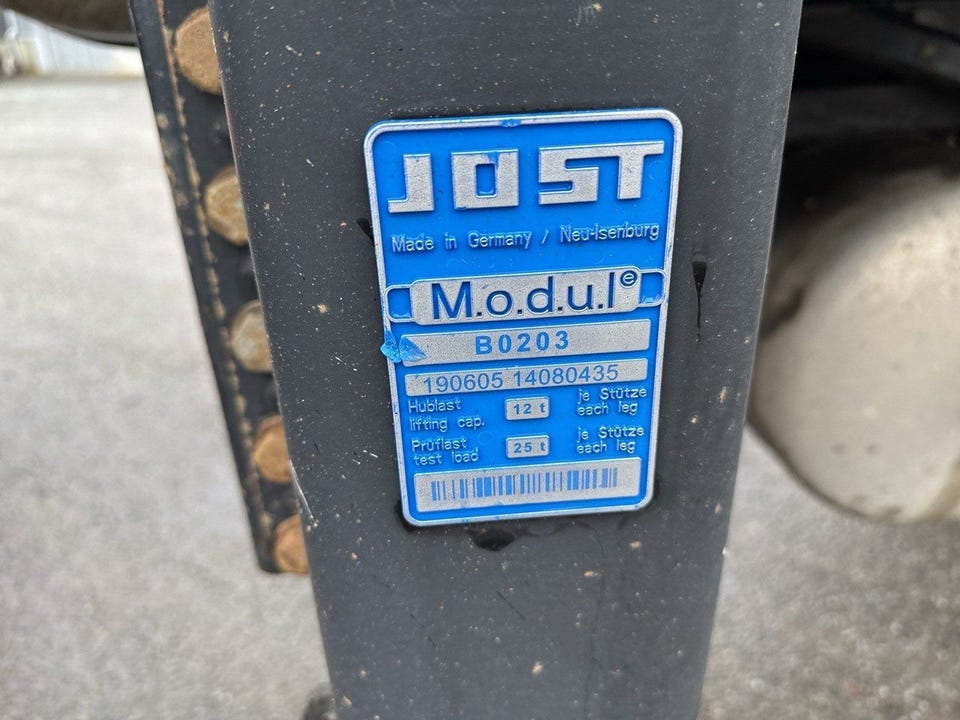 JOST
Made in Germany / Neu-Isenburg
M.o.d.u.l e
B0203
190605 14080435
Hublast 12 t je Stütze
lifting cap. each leg
Prüflast 25 t je Stütze
test load each leg